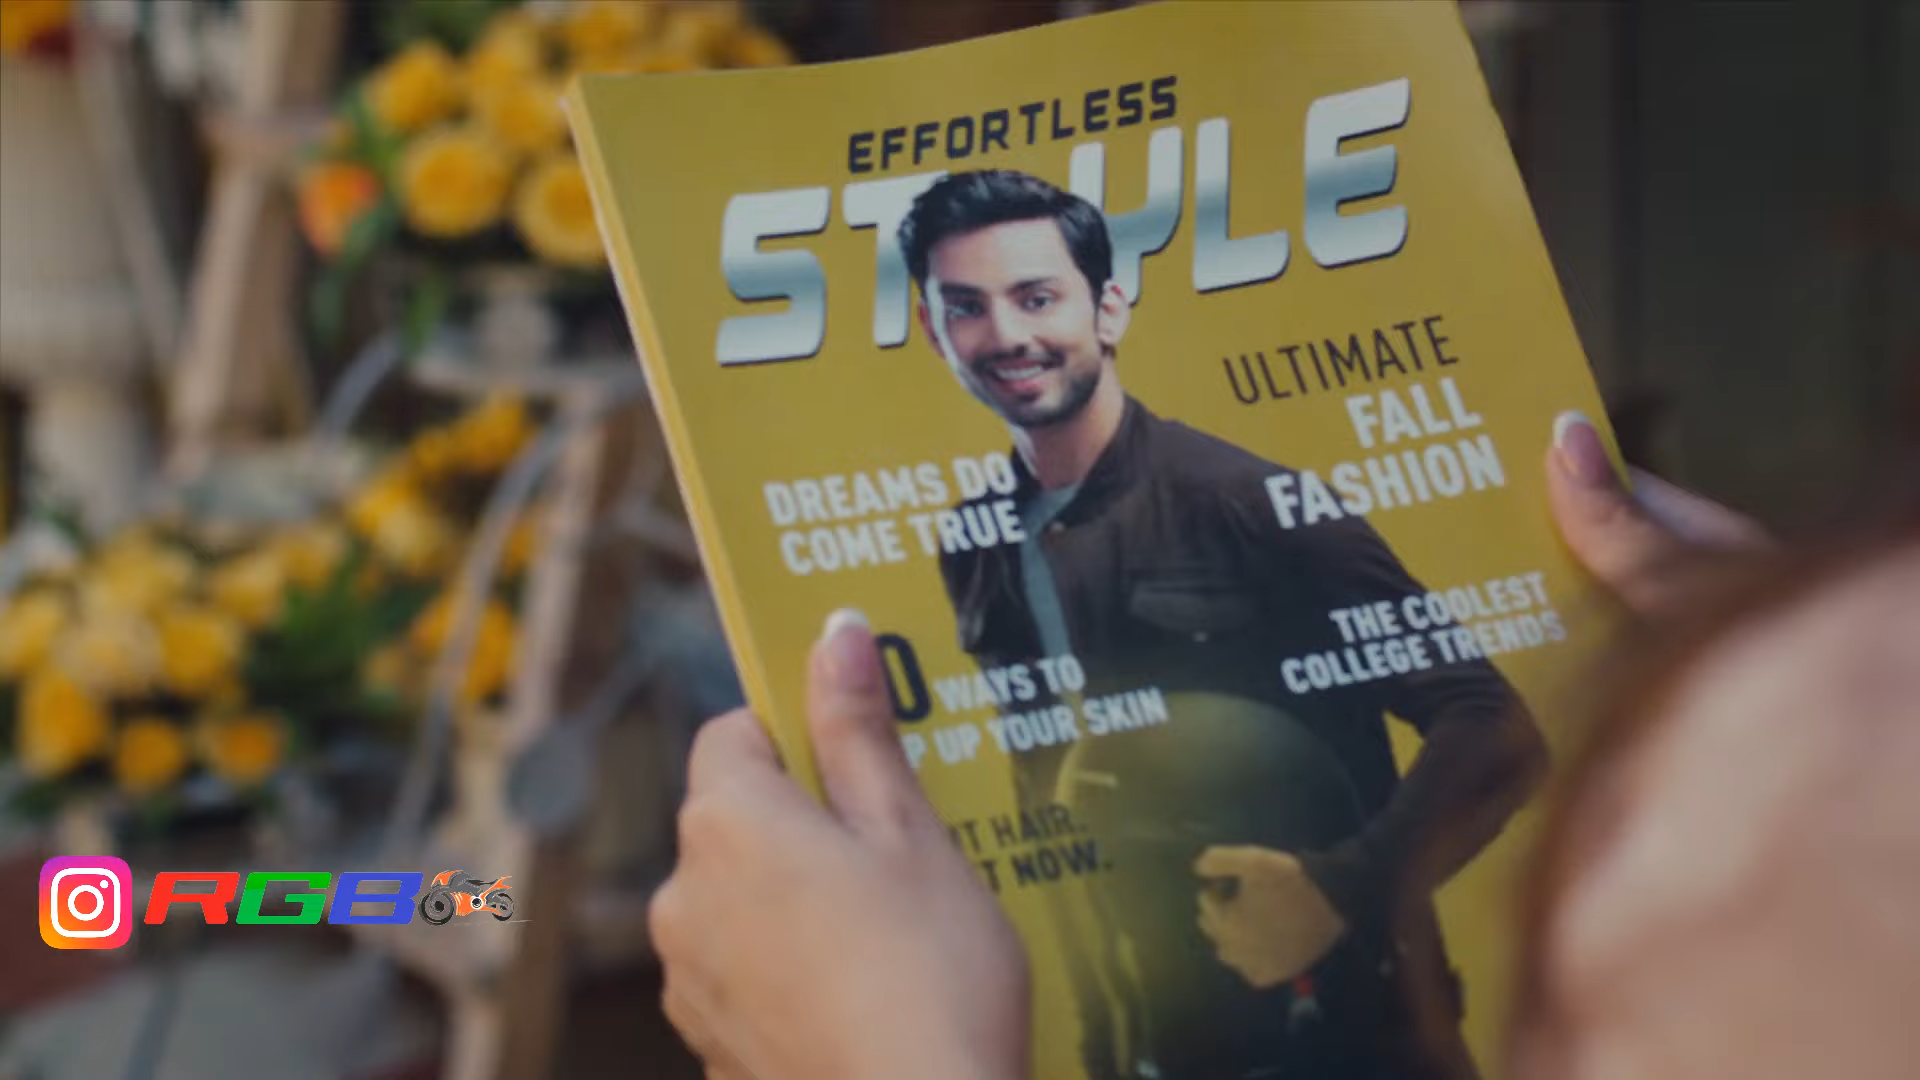 EFFORTLESS
STYLE
ULTIMATE
FALL
FASHION
DREAMS DO
COME TRUE
THE COOLEST
COLLEGE TRENDS
WAYS TO
UP YOUR SKIN
HAIR.
NOW.
RGB